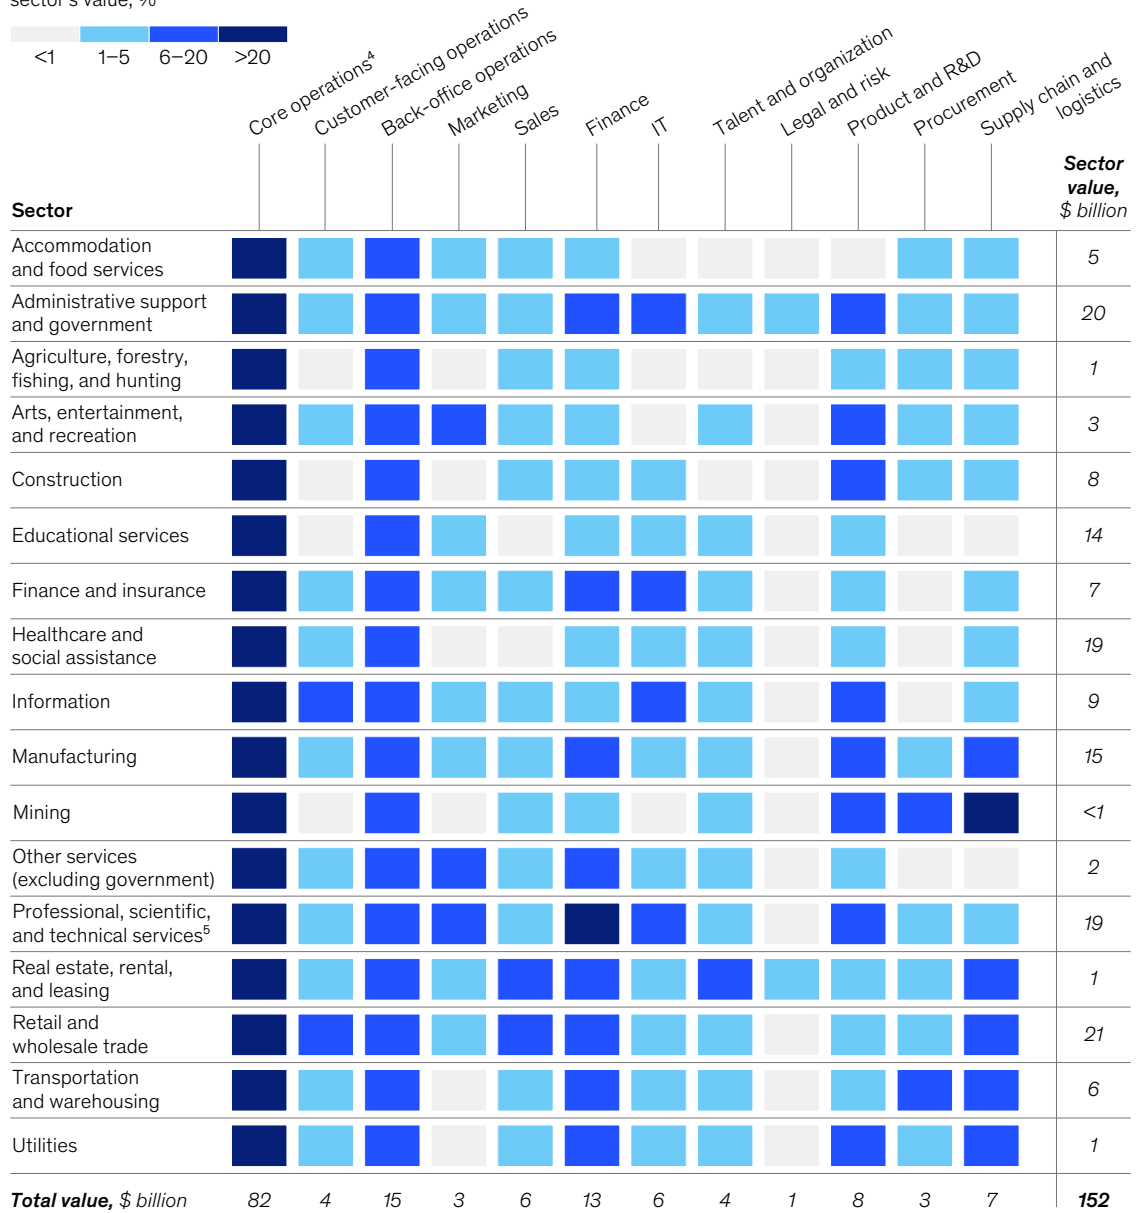 sector's value, %
<1 1–5 6–20 >20
Core operations⁴
Customer-facing operations
Back-office operations
Marketing
Sales
Finance
IT
Talent and organization
Legal and risk
Product and R&D
Procurement
Supply chain and
logistics
Sector
Sector
value,
$ billion
Accommodation
and food services
5
Administrative support
and government
20
Agriculture, forestry,
fishing, and hunting
1
Arts, entertainment,
and recreation
3
Construction 8
Educational services 14
Finance and insurance 7
Healthcare and
social assistance
19
Information 9
Manufacturing 15
Mining <1
Other services
(excluding government)
2
Professional, scientific,
and technical services⁵
19
Real estate, rental,
and leasing
1
Retail and
wholesale trade
21
Transportation
and warehousing
6
Utilities 1
Total value, $ billion 82 4 15 3 6 13 6 4 1 8 3 7 152